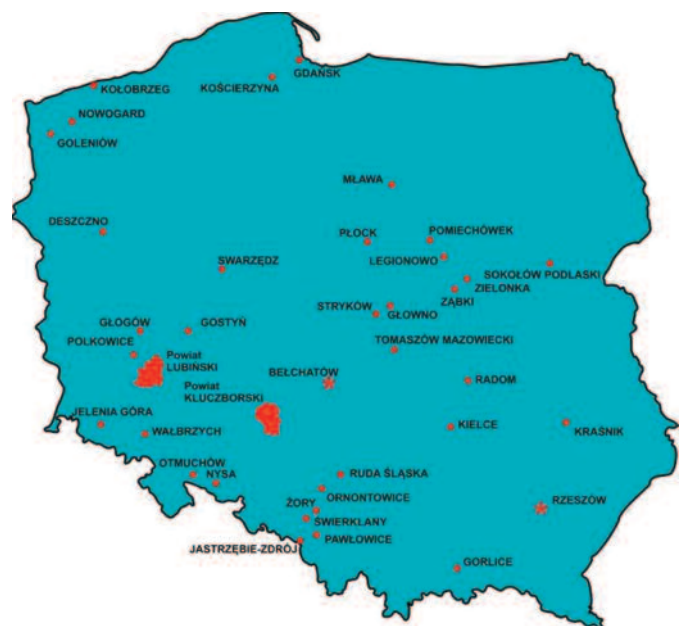 GDAŃSK
KOŁOBRZEG
KOŚCIERZYNA
NOWOGARD
GOLENIÓW
MŁAWA
DESZCZNO
PŁOCK
POMIECHÓWEK
LEGIONOWO
SWARZĘDZ
SOKOŁÓW PODLASKI
ZIELONKA
ZĄBKI
STRYKÓW
GŁOWNO
GŁOGÓW
GOSTYŃ
POLKOWICE
TOMASZÓW MAZOWIECKI
Powiat
LUBIŃSKI
BEŁCHATÓW
RADOM
Powiat
KLUCZBORSKI
JELENIA GÓRA
WAŁBRZYCH
KIELCE
KRAŚNIK
OTMUCHÓW
NYSA
RUDA ŚLĄSKA
ORNONTOWICE
ŻORY
RZESZÓW
ŚWIERKLANY
PAWŁOWICE
JASTRZĘBIE-ZDRÓJ
GORLICE